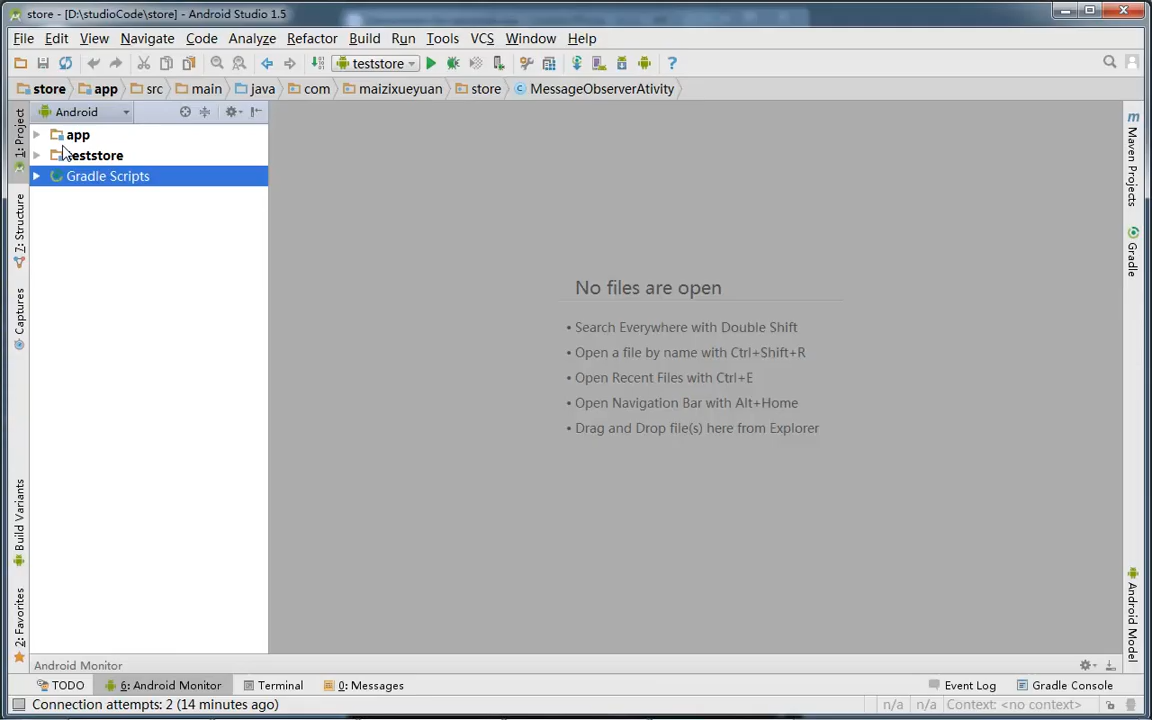 store - [D:\studioCode\store] - Android Studio 1.5
File Edit View Navigate Code Analyze Refactor Build Run Tools VCS Window Help
teststore
store app src main java com maizixueyuan store MessageObserverAtivity
Android
1: Project
app
teststore
Gradle Scripts
7: Structure
Captures
Build Variants
2: Favorites
No files are open
• Search Everywhere with Double Shift
• Open a file by name with Ctrl+Shift+R
• Open Recent Files with Ctrl+E
• Open Navigation Bar with Alt+Home
• Drag and Drop file(s) here from Explorer
m
Maven Projects
Gradle
Android Model
Android Monitor
TODO 6: Android Monitor Terminal 0: Messages Event Log Gradle Console
Connection attempts: 2 (14 minutes ago) n/a n/a Context: <no context>